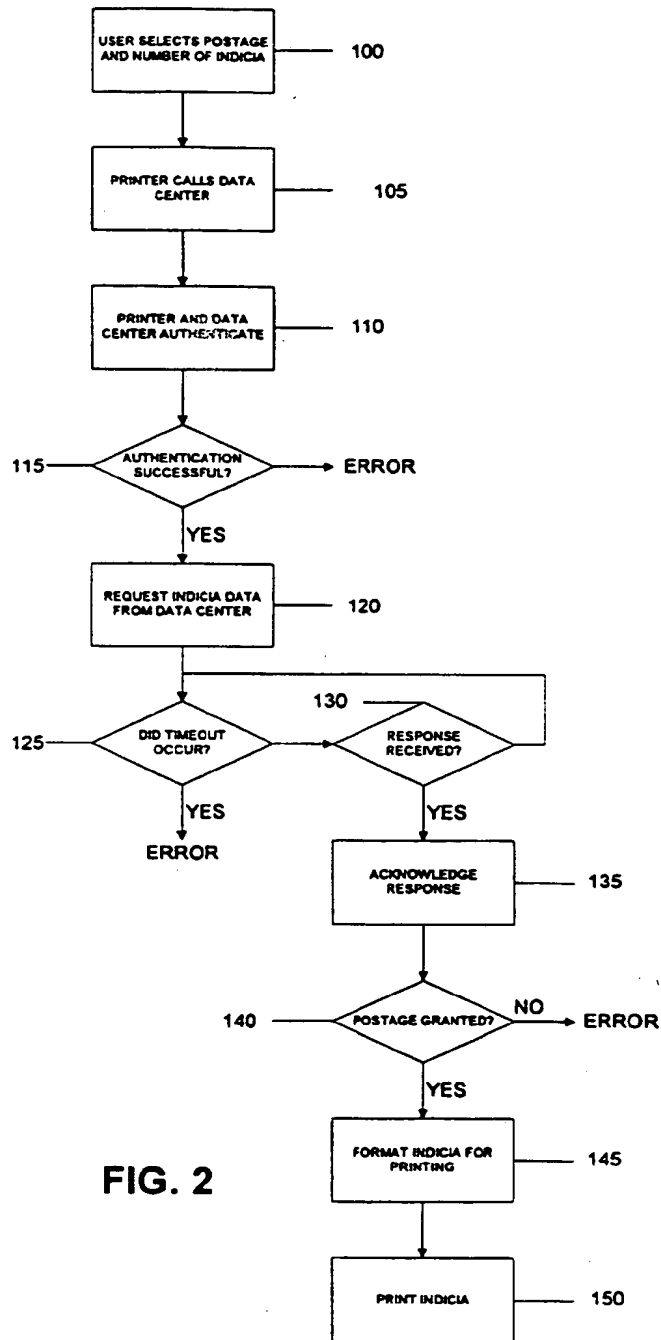 USER SELECTS POSTAGE
AND NUMBER OF INDICIA
100
PRINTER CALLS DATA
CENTER
105
PRINTER AND DATA
CENTER AUTHENTICATE
110
115
AUTHENTICATION
SUCCESSFUL?
ERROR
YES
REQUEST INDICIA DATA
FROM DATA CENTER
120
125
DID TIMEOUT
OCCUR?
130
RESPONSE
RECEIVED?
YES
ERROR
YES
ACKNOWLEDGE
RESPONSE
135
140
POSTAGE GRANTED?
NO
ERROR
YES
FORMAT INDICIA FOR
PRINTING
145
FIG. 2
PRINT INDICIA
150